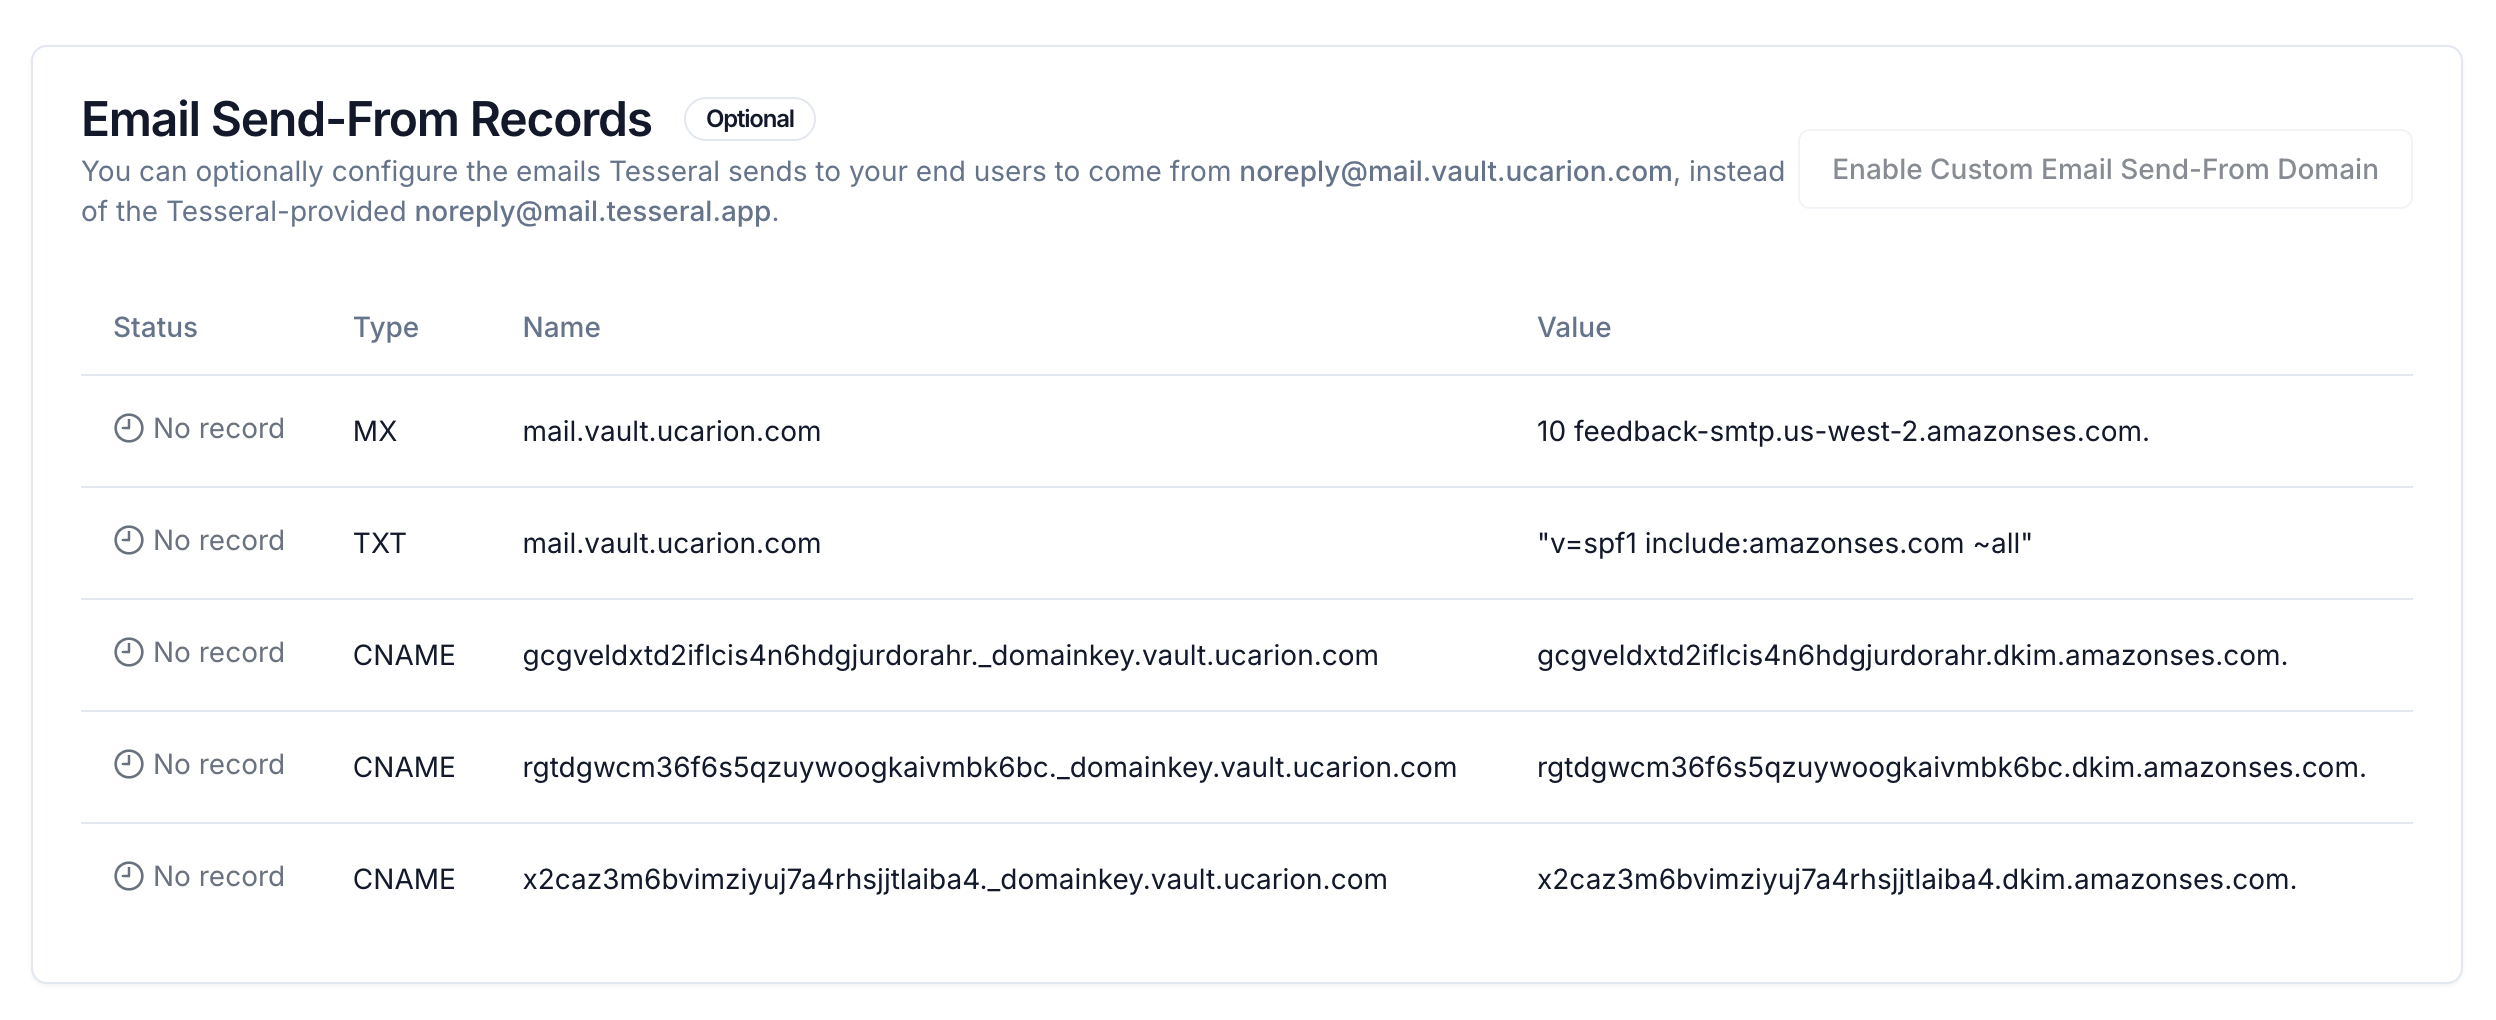 Email Send-From Records Optional
You can optionally configure the emails Tesseral sends to your end users to come from noreply@mail.vault.ucarion.com, instead
of the Tesseral-provided noreply@mail.tesseral.app.
Enable Custom Email Send-From Domain
Status Type Name Value
No record MX mail.vault.ucarion.com 10 feedback-smtp.us-west-2.amazonses.com.
No record TXT mail.vault.ucarion.com "v=spf1 include:amazonses.com ~all"
No record CNAME gcgveldxtd2iflcis4n6hdgjurdorahr._domainkey.vault.ucarion.com gcgveldxtd2iflcis4n6hdgjurdorahr.dkim.amazonses.com.
No record CNAME rgtdgwcm36f6s5qzuywoogkaivmbk6bc._domainkey.vault.ucarion.com rgtdgwcm36f6s5qzuywoogkaivmbk6bc.dkim.amazonses.com.
No record CNAME x2caz3m6bvimziyuj7a4rhsjjtlaiba4._domainkey.vault.ucarion.com x2caz3m6bvimziyuj7a4rhsjjtlaiba4.dkim.amazonses.com.